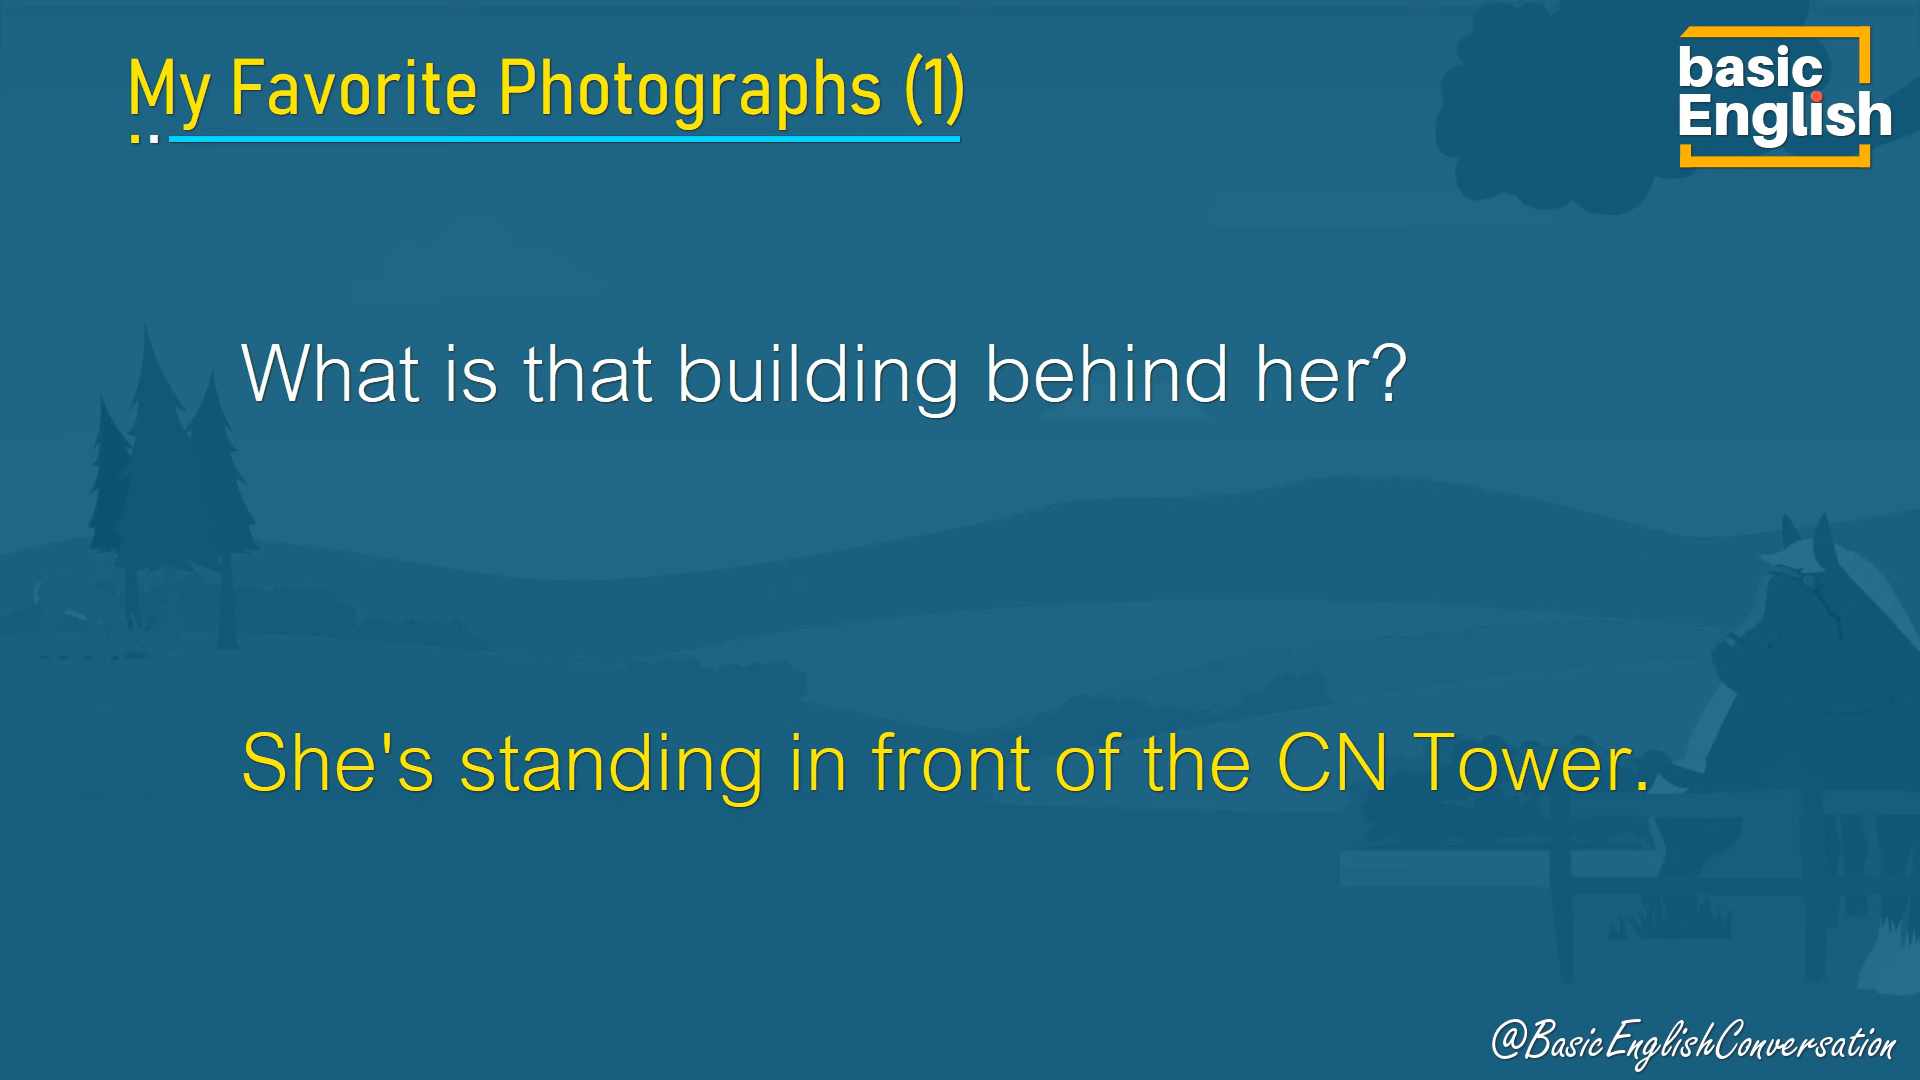 My Favorite Photographs (1)
basic
English
What is that building behind her?
She's standing in front of the CN Tower.
@BasicEnglishConversation